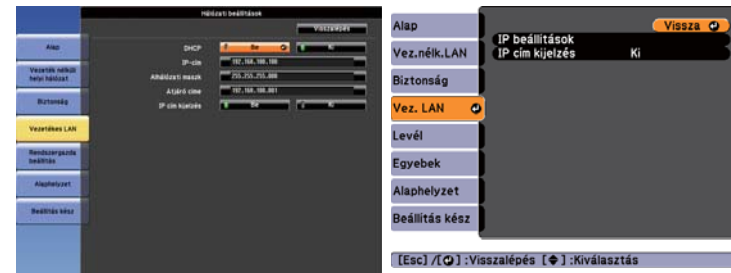 Hálózati beállítások
Visszalépés
Alap
Vezeték nélküli
helyi hálózat
Biztonság
Vezetékes LAN
Rendszergazda
beállítás
Alaphelyzet
Beállítás kész
DHCP Be Ki
IP-cím 192.168.100.100
Alhálózati maszk 255.255.255.000
Átjáró címe 192.168.100.001
IP cím kijelzés Be Ki
Alap
Vez.nélk.LAN
Biztonság
Vez. LAN
Levél
Egyebek
Alaphelyzet
Beállítás kész
Vissza
IP beállítások
IP cím kijelzés Ki
[Esc] /[ ] :Visszalépés [ ] :Kiválasztás